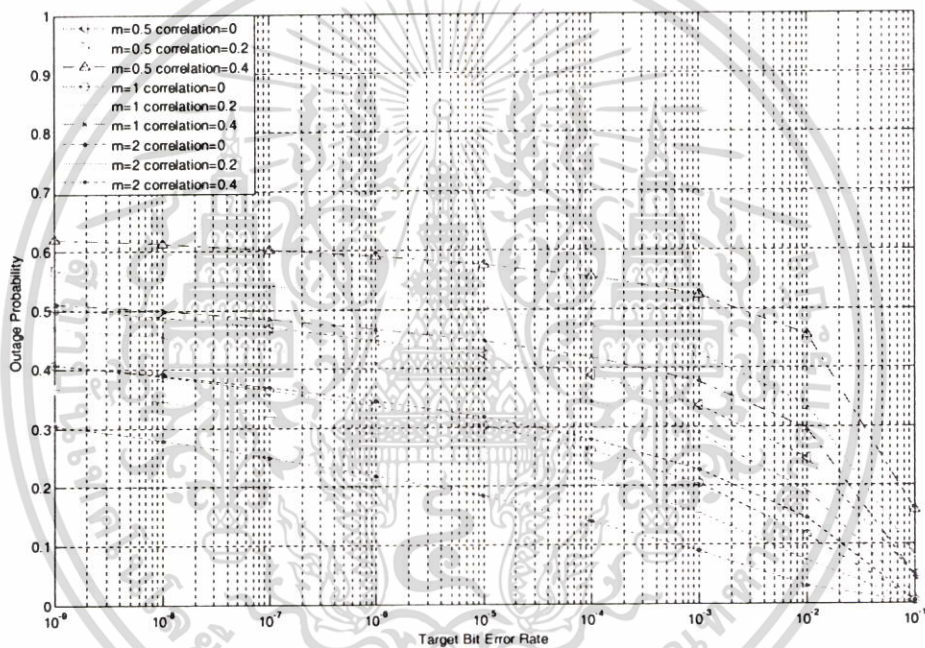 1
0.9
0.8
0.7
0.6
0.5
0.4
0.3
0.2
0.1
0
Outage Probability
m=0.5 correlation=0
m=0.5 correlation=0.2
m=0.5 correlation=0.4
m=1 correlation=0
m=1 correlation=0.2
m=1 correlation=0.4
m=2 correlation=0
m=2 correlation=0.2
m=2 correlation=0.4
10⁻⁹ 10⁻⁸ 10⁻⁷ 10⁻⁶ 10⁻⁵ 10⁻⁴ 10⁻³ 10⁻² 10⁻¹
Target Bit Error Rate